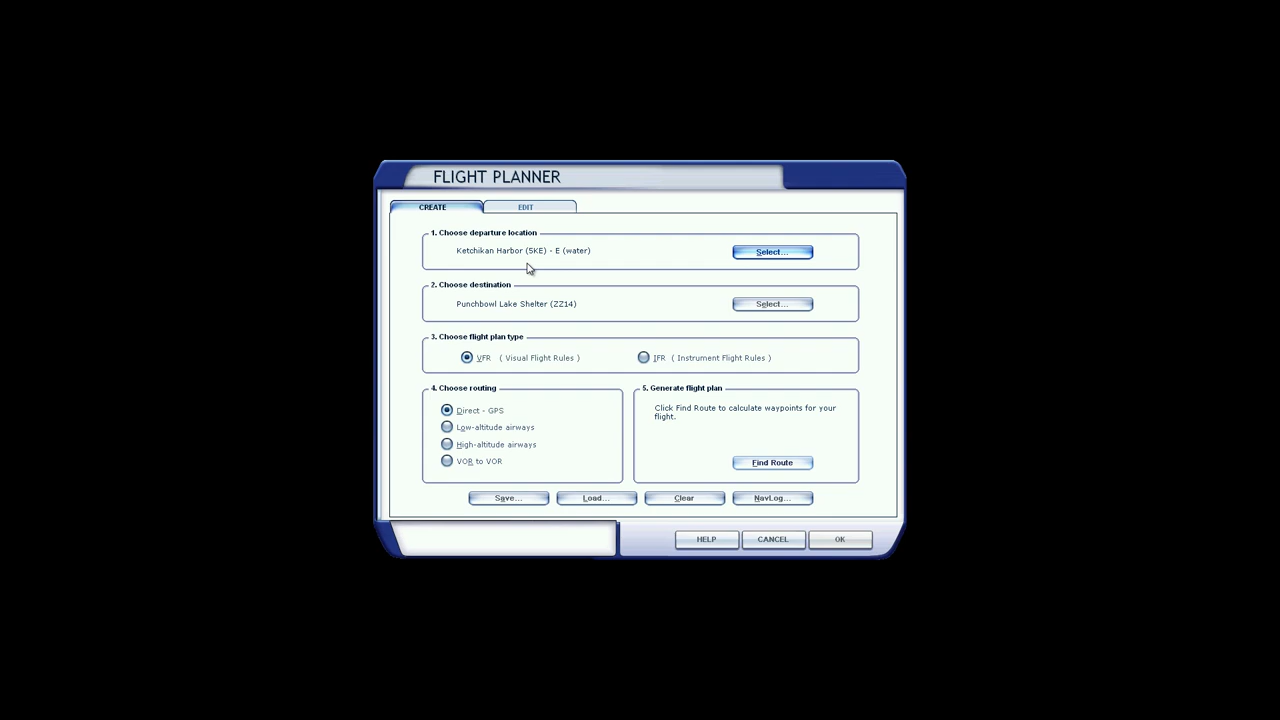 FLIGHT PLANNER
CREATE
EDIT
1. Choose departure location
Ketchikan Harbor (5KE) - E (water)
Select...
2. Choose destination
Punchbowl Lake Shelter (ZZ14)
Select...
3. Choose flight plan type
VFR ( Visual Flight Rules )
IFR ( Instrument Flight Rules )
4. Choose routing
Direct - GPS
Low-altitude airways
High-altitude airways
VOR to VOR
5. Generate flight plan
Click Find Route to calculate waypoints for your
flight.
Find Route
Save...
Load...
Clear
NavLog...
HELP
CANCEL
OK